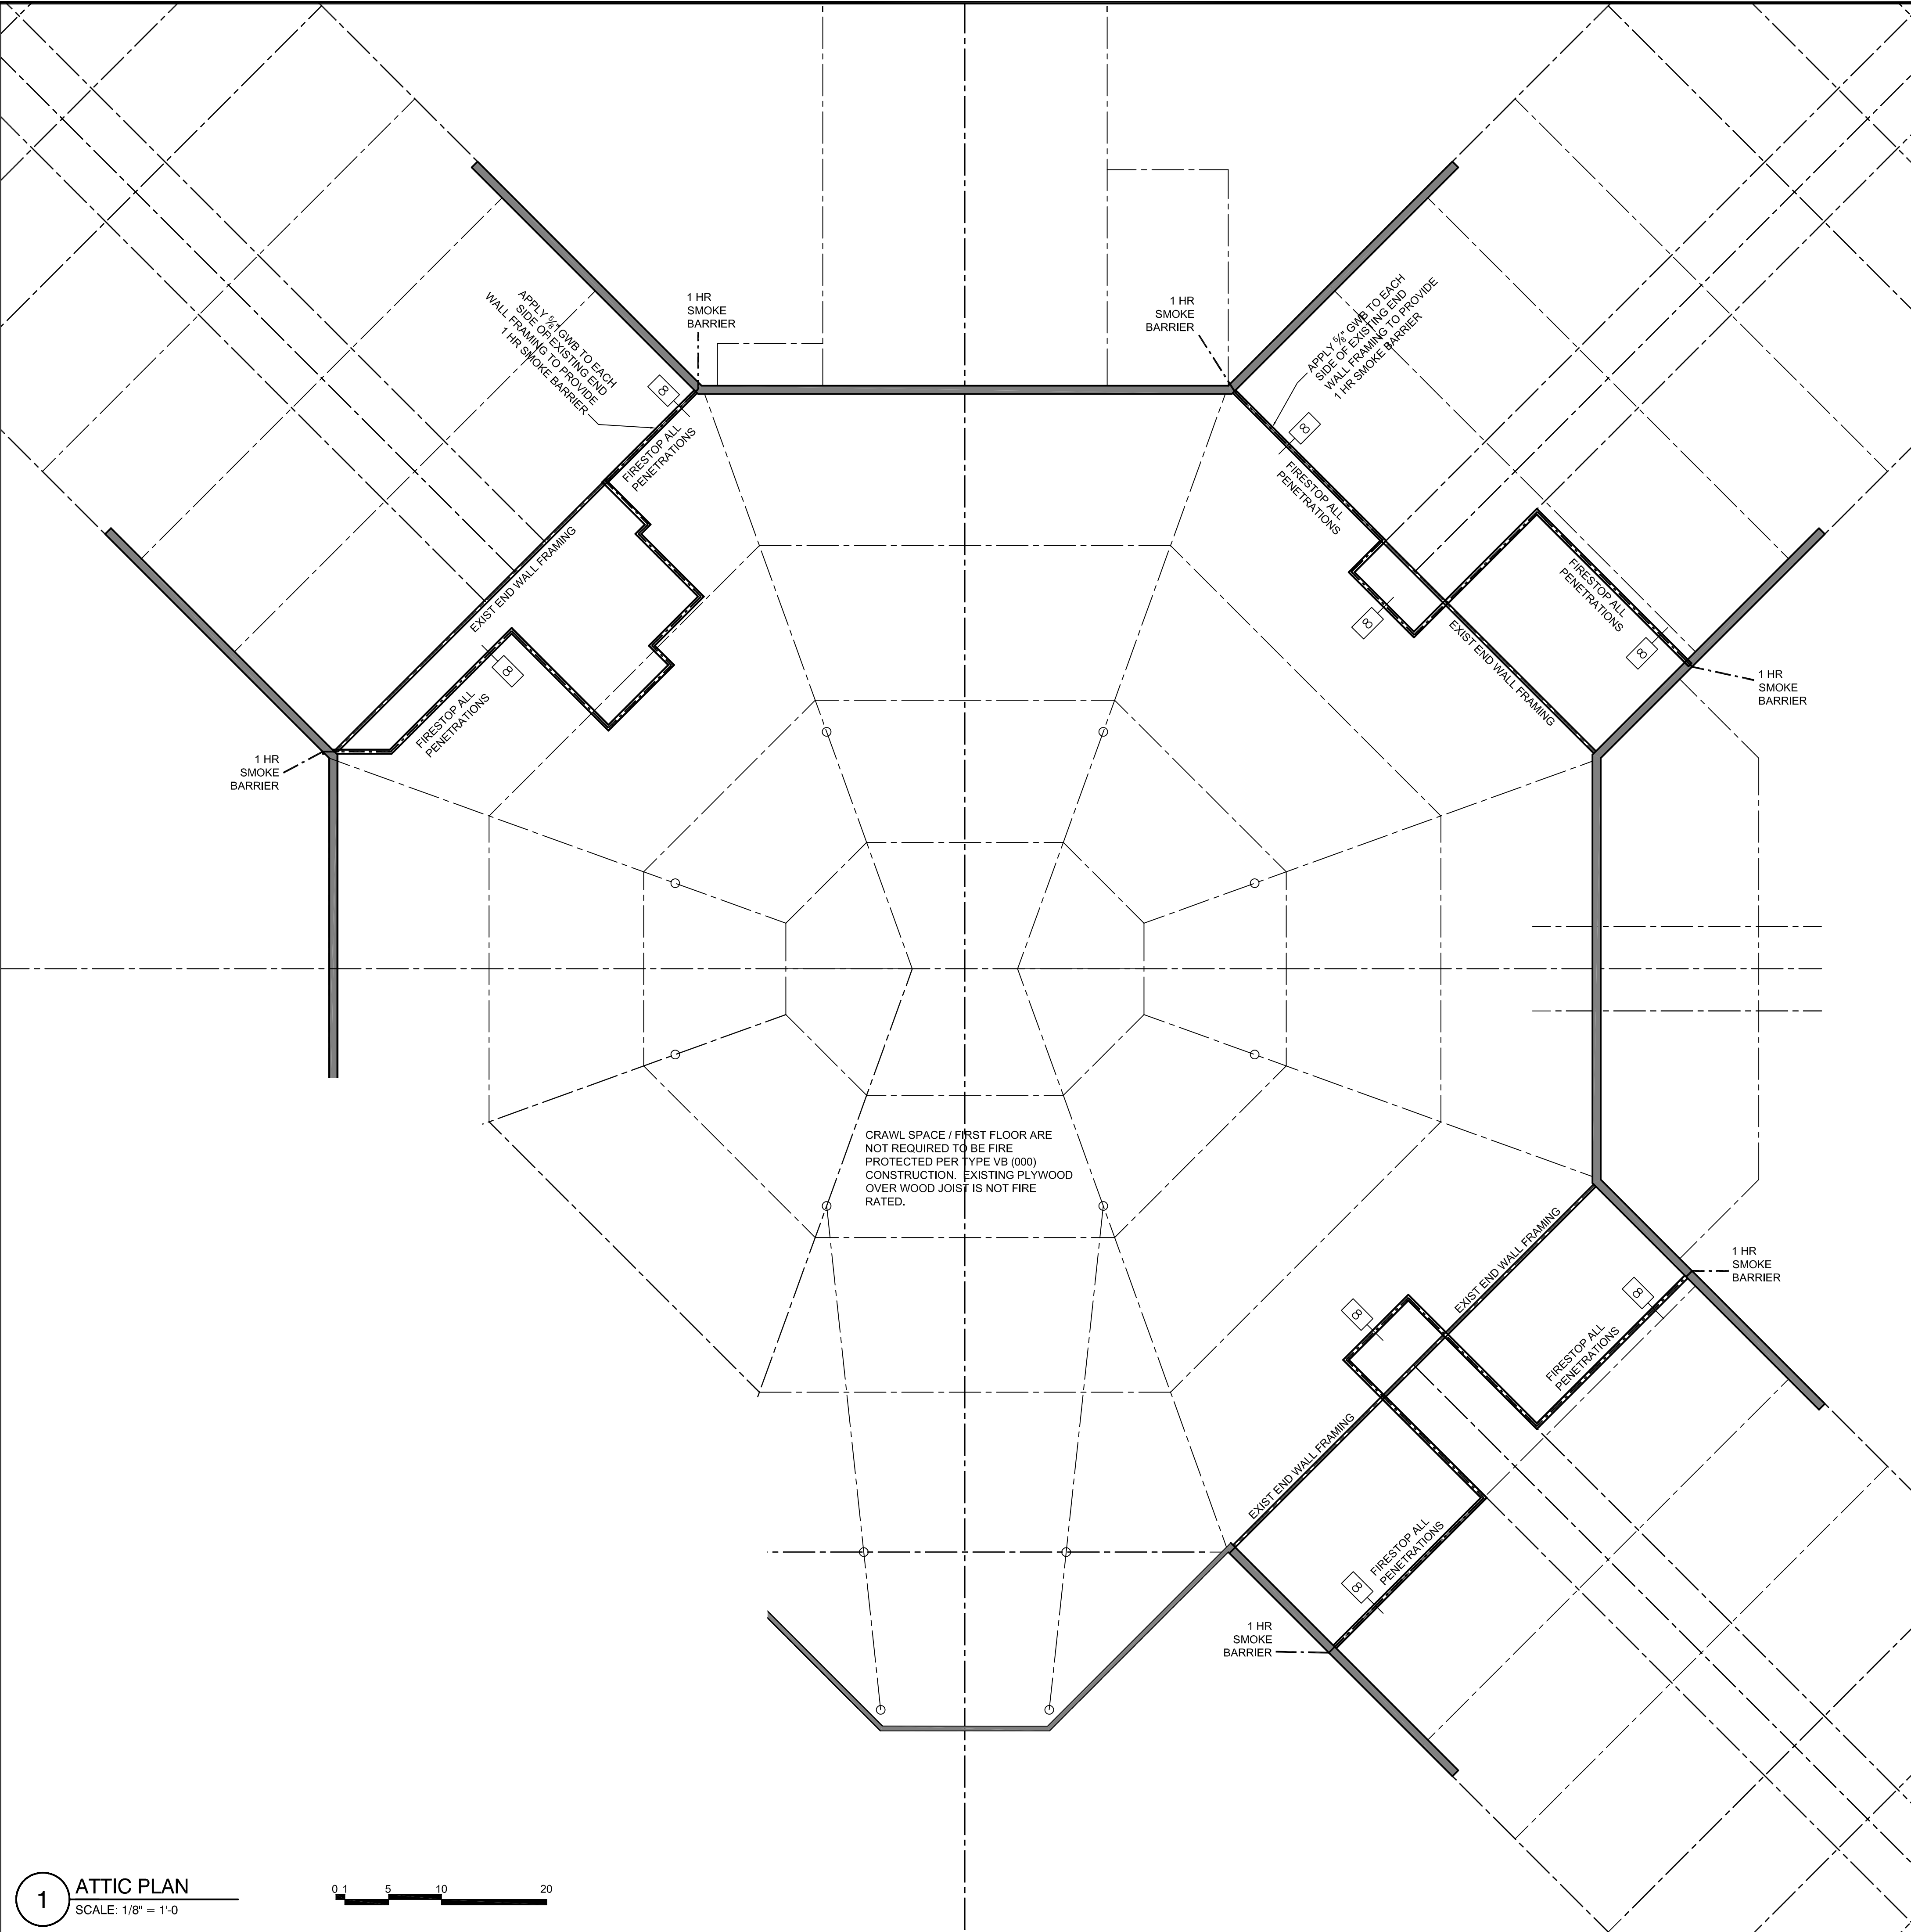 1 HR
SMOKE
BARRIER
1 HR
SMOKE
BARRIER
APPLY ⅝" GWB TO EACH
SIDE OF EXISTING END
WALL FRAMING TO PROVIDE
1 HR SMOKE BARRIER
APPLY ⅝" GWB TO EACH
SIDE OF EXISTING END
WALL FRAMING TO PROVIDE
1 HR SMOKE BARRIER
8
8
FIRESTOP ALL
PENETRATIONS
FIRESTOP ALL
PENETRATIONS
EXIST END WALL FRAMING
FIRESTOP ALL
PENETRATIONS
8
8
8
EXIST END WALL FRAMING
FIRESTOP ALL
PENETRATIONS
1 HR
SMOKE
BARRIER
1 HR
SMOKE
BARRIER
CRAWL SPACE / FIRST FLOOR ARE
NOT REQUIRED TO BE FIRE
PROTECTED PER TYPE VB (000)
CONSTRUCTION. EXISTING PLYWOOD
OVER WOOD JOIST IS NOT FIRE
RATED.
EXIST END WALL FRAMING
1 HR
SMOKE
BARRIER
8
8
FIRESTOP ALL
PENETRATIONS
EXIST END WALL FRAMING
FIRESTOP ALL
PENETRATIONS
8
1 HR
SMOKE
BARRIER
1
ATTIC PLAN
SCALE: 1/8" = 1'-0
0 1 5 10 20